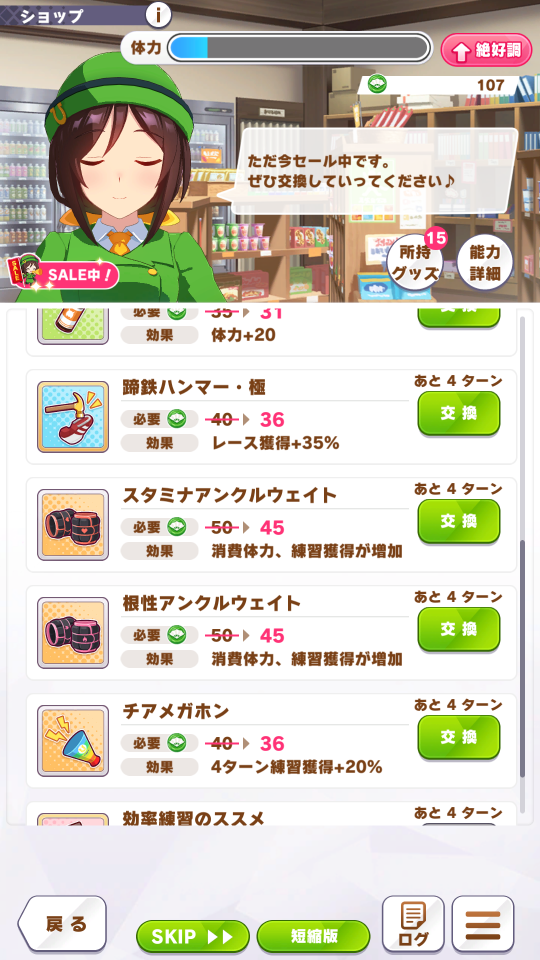 ショップ
i
体力
絶好調
107
ただ今セール中です。
ぜひ交換していってください♪
所持
グッズ
15
能力
詳細
SALE
SALE中！
必要 35 31
交換
効果 体力+20
蹄鉄ハンマー・極
あと 4 ターン
必要 40 36
交換
効果 レース獲得+35%
スタミナアンクルウェイト
あと 4 ターン
必要 50 45
交換
効果 消費体力、練習獲得が増加
根性アンクルウェイト
あと 4 ターン
必要 50 45
交換
効果 消費体力、練習獲得が増加
チアメガホン
あと 4 ターン
必要 40 36
交換
効果 4ターン練習獲得+20%
効率練習のススメ
あと 4 ターン
戻る
SKIP
短縮版
ログ